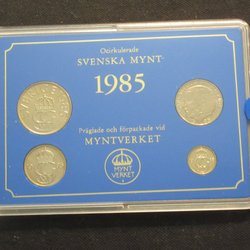 Ocirkulerade
SVENSKA MYNT
1985
Präglade och förpackade vid
MYNTVERKET
MYNT
VERKET